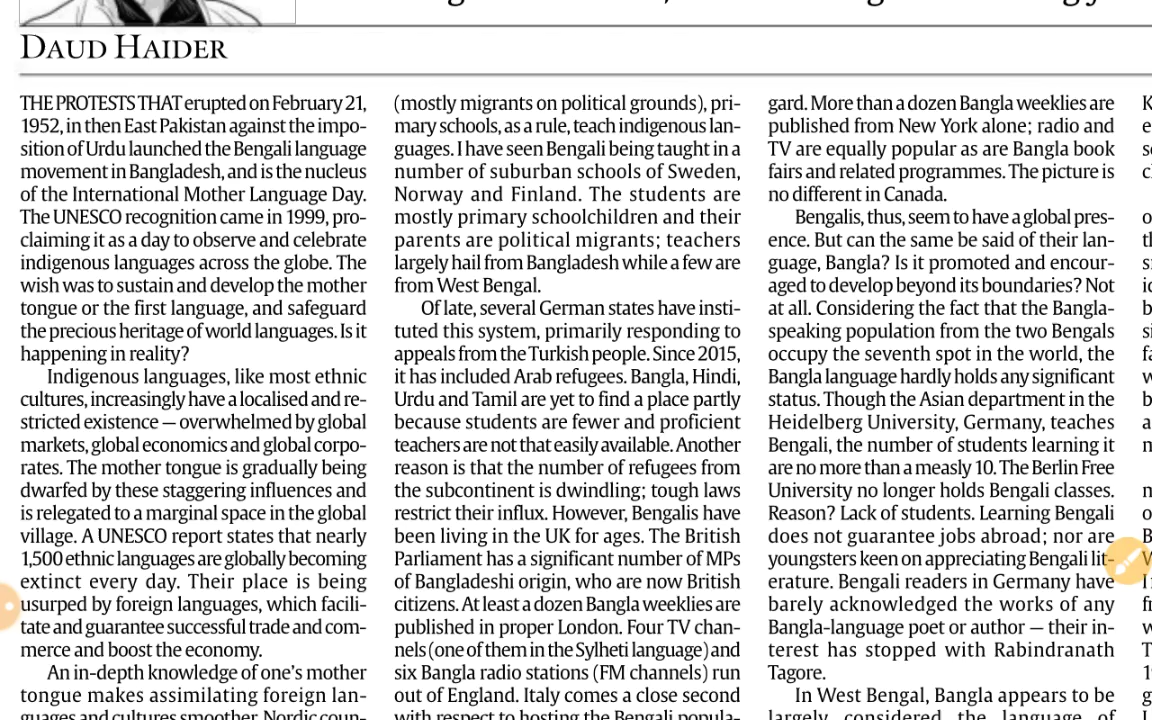 DAUD HAIDER
THE PROTESTS THAT erupted on February 21,
1952, in then East Pakistan against the impo-
sition of Urdu launched the Bengali language
movement in Bangladesh, and is the nucleus
of the International Mother Language Day.
The UNESCO recognition came in 1999, pro-
claiming it as a day to observe and celebrate
indigenous languages across the globe. The
wish was to sustain and develop the mother
tongue or the first language, and safeguard
the precious heritage of world languages. Is it
happening in reality?
Indigenous languages, like most ethnic
cultures, increasingly have a localised and re-
stricted existence — overwhelmed by global
markets, global economics and global corpo-
rates. The mother tongue is gradually being
dwarfed by these staggering influences and
is relegated to a marginal space in the global
village. A UNESCO report states that nearly
1,500 ethnic languages are globally becoming
extinct every day. Their place is being
usurped by foreign languages, which facili-
tate and guarantee successful trade and com-
merce and boost the economy.
An in-depth knowledge of one's mother
tongue makes assimilating foreign lan-
guages and cultures smoother. Nordic coun-
(mostly migrants on political grounds), pri-
mary schools, as a rule, teach indigenous lan-
guages. I have seen Bengali being taught in a
number of suburban schools of Sweden,
Norway and Finland. The students are
mostly primary schoolchildren and their
parents are political migrants; teachers
largely hail from Bangladesh while a few are
from West Bengal.
Of late, several German states have insti-
tuted this system, primarily responding to
appeals from the Turkish people. Since 2015,
it has included Arab refugees. Bangla, Hindi,
Urdu and Tamil are yet to find a place partly
because students are fewer and proficient
teachers are not that easily available. Another
reason is that the number of refugees from
the subcontinent is dwindling; tough laws
restrict their influx. However, Bengalis have
been living in the UK for ages. The British
Parliament has a significant number of MPs
of Bangladeshi origin, who are now British
citizens. At least a dozen Bangla weeklies are
published in proper London. Four TV chan-
nels (one of them in the Sylheti language) and
six Bangla radio stations (FM channels) run
out of England. Italy comes a close second
with respect to hosting the Bengali popula-
gard. More than a dozen Bangla weeklies are
published from New York alone; radio and
TV are equally popular as are Bangla book
fairs and related programmes. The picture is
no different in Canada.
Bengalis, thus, seem to have a global pres-
ence. But can the same be said of their lan-
guage, Bangla? Is it promoted and encour-
aged to develop beyond its boundaries? Not
at all. Considering the fact that the Bangla-
speaking population from the two Bengals
occupy the seventh spot in the world, the
Bangla language hardly holds any significant
status. Though the Asian department in the
Heidelberg University, Germany, teaches
Bengali, the number of students learning it
are no more than a measly 10. The Berlin Free
University no longer holds Bengali classes.
Reason? Lack of students. Learning Bengali
does not guarantee jobs abroad; nor are
youngsters keen on appreciating Bengali lit-
erature. Bengali readers in Germany have
barely acknowledged the works of any
Bangla-language poet or author — their in-
terest has stopped with Rabindranath
Tagore.
In West Bengal, Bangla appears to be
largely considered the language of